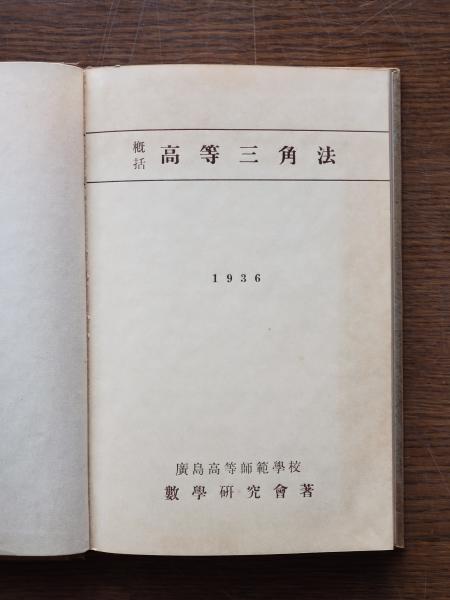 概括 高等三角法
1936
廣島高等師範學校
數學硏究會著